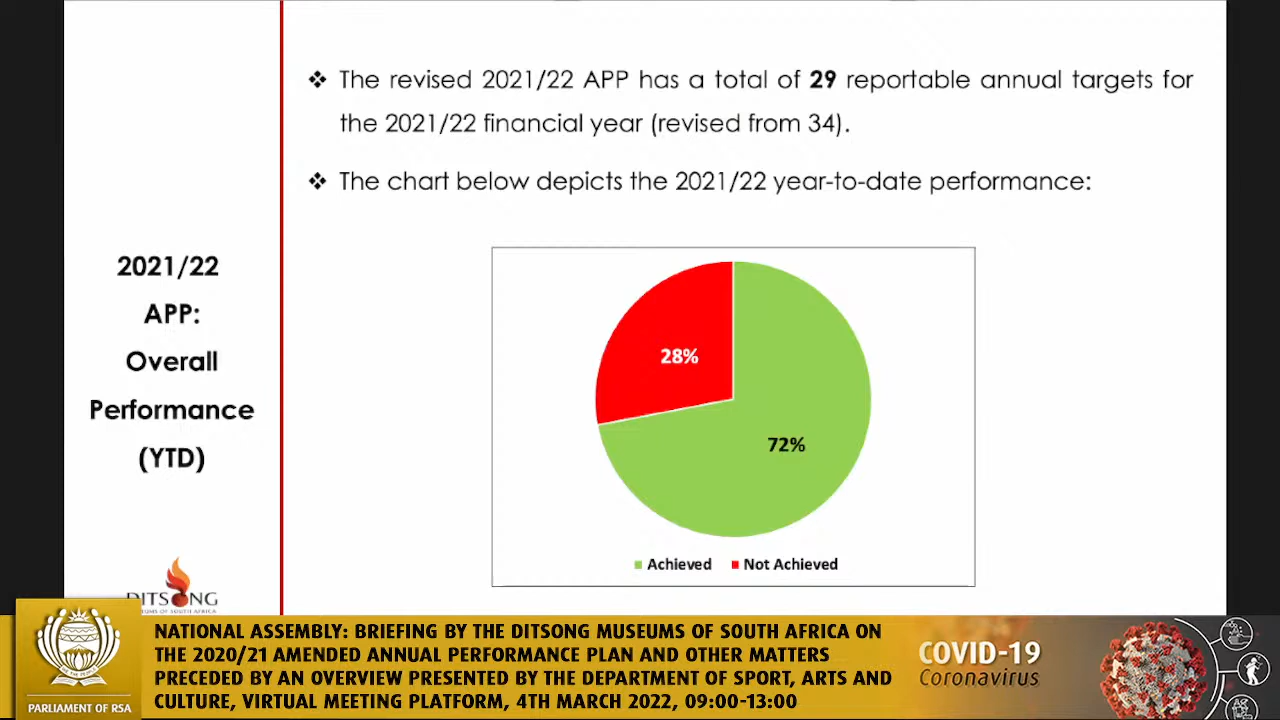 ❖ The revised 2021/22 APP has a total of 29 reportable annual targets for
the 2021/22 financial year (revised from 34).
❖ The chart below depicts the 2021/22 year-to-date performance:
2021/22
APP:
Overall
Performance
(YTD)
28%
72%
Achieved Not Achieved
DITSONG
MUSEUMS OF SOUTH AFRICA
PARLIAMENT OF RSA
NATIONAL ASSEMBLY: BRIEFING BY THE DITSONG MUSEUMS OF SOUTH AFRICA ON
THE 2020/21 AMENDED ANNUAL PERFORMANCE PLAN AND OTHER MATTERS
PRECEDED BY AN OVERVIEW PRESENTED BY THE DEPARTMENT OF SPORT, ARTS AND
CULTURE, VIRTUAL MEETING PLATFORM, 4TH MARCH 2022, 09:00-13:00
COVID-19
Coronavirus